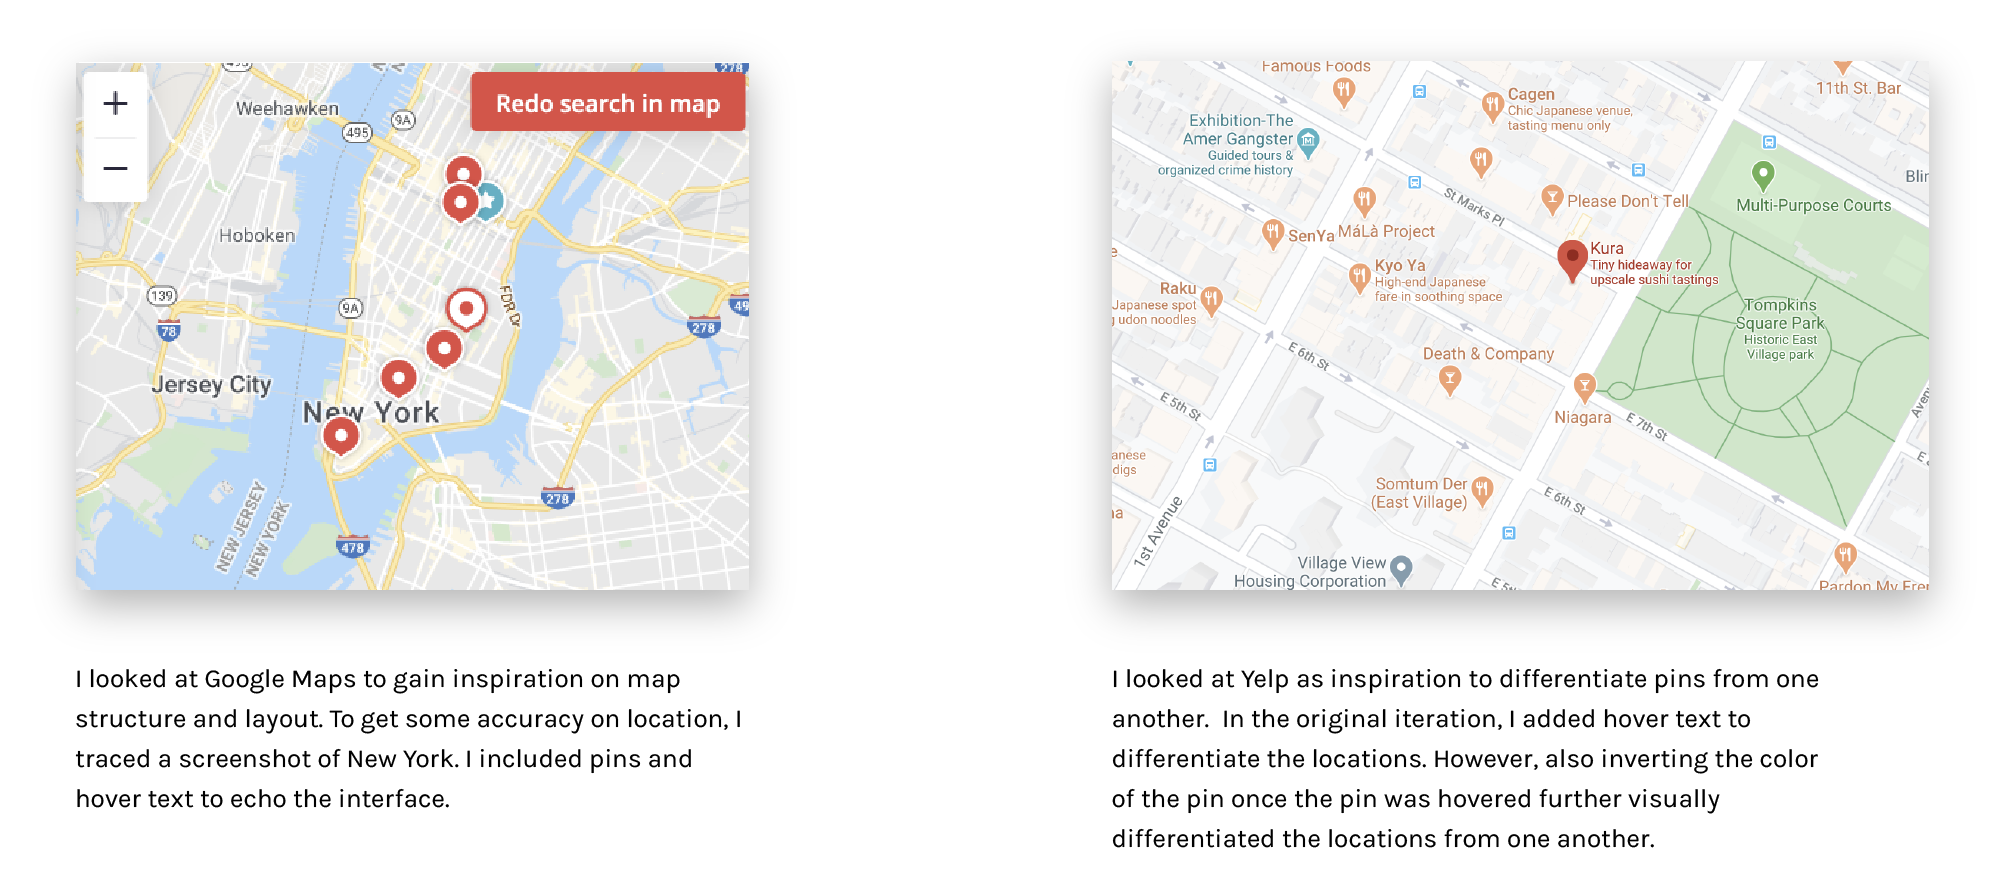 Redo search in map
+
−
Weehawken
495
495
9A
278
Hoboken
139
78
9A
FDR Dr
278
Jersey City
New York
NEW JERSEY
NEW YORK
278
478
Famous Foods
Cagen
Chic Japanese venue,
tasting menu only
11th St. Bar
Exhibition-The
Amer Gangster
Guided tours &
organized crime history
St Marks Pl
Please Don't Tell
Multi-Purpose Courts
SenYa
MáLà Project
Kura
Tiny hideaway for
upscale sushi tastings
Kyo Ya
High-end Japanese
fare in soothing space
Raku
Japanese spot
udon noodles
Tompkins
Square Park
Historic East
Village park
E 6th St
Death & Company
E 5th St
Niagara
E 7th St
Somtum Der
(East Village)
E 6th St
1st Avenue
Village View
Housing Corporation
Pardon My
I looked at Google Maps to gain inspiration on map
structure and layout. To get some accuracy on location, I
traced a screenshot of New York. I included pins and
hover text to echo the interface.
I looked at Yelp as inspiration to differentiate pins from one
another. In the original iteration, I added hover text to
differentiate the locations. However, also inverting the color
of the pin once the pin was hovered further visually
differentiated the locations from one another.